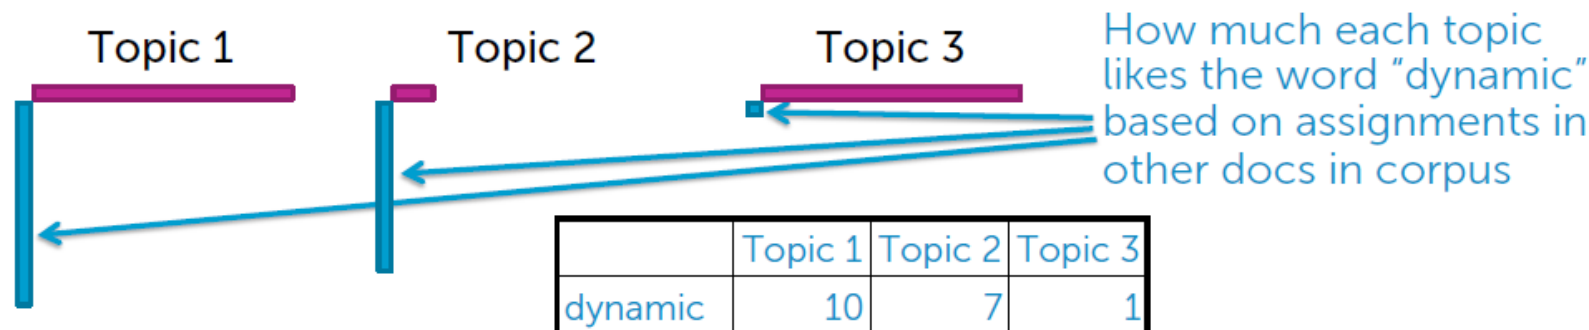 Topic 1
Topic 2
Topic 3
How much each topic
likes the word “dynamic”
based on assignments in
other docs in corpus
Topic 1 Topic 2 Topic 3
dynamic 10 7 1